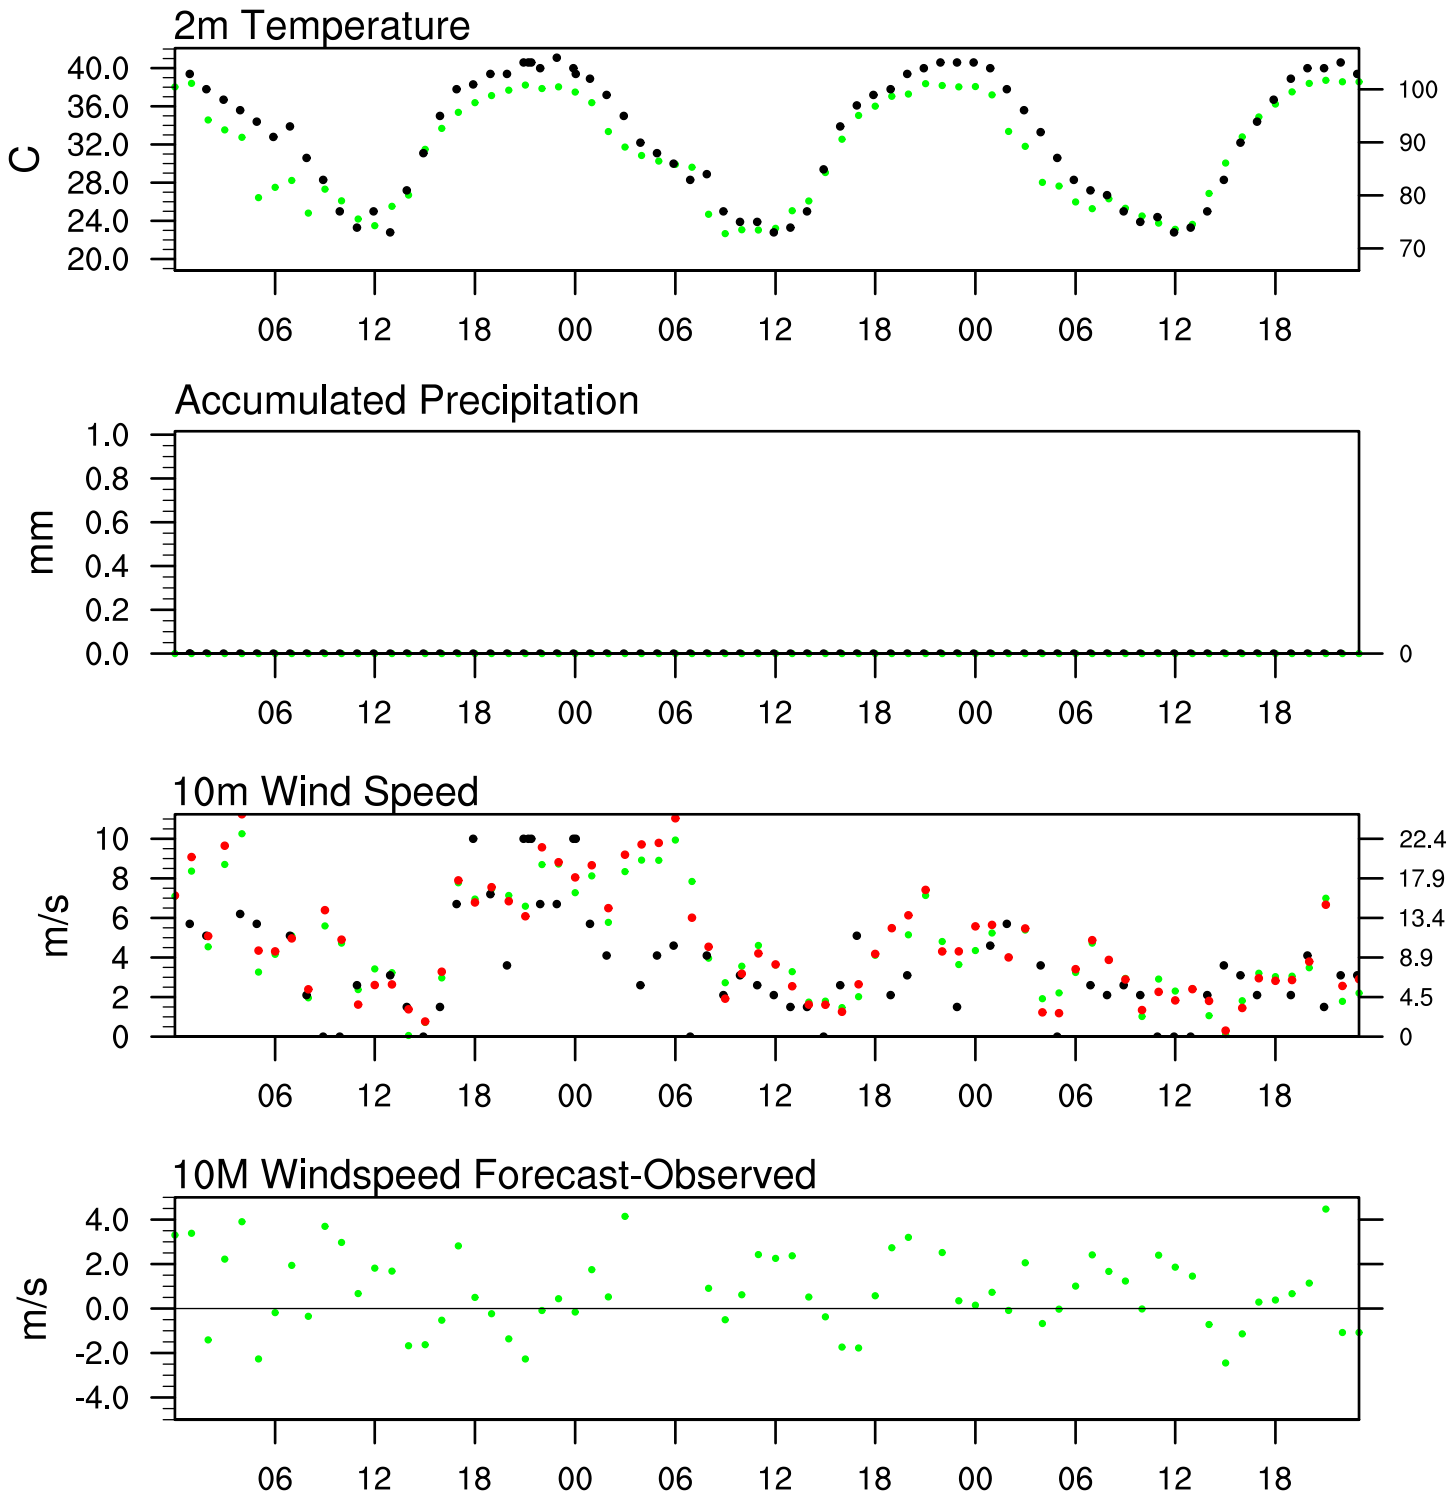 2m Temperature
40.0
36.0
32.0
28.0
24.0
20.0
C
100
90
80
70
06 12 18 00 06 12 18 00 06 12 18
Accumulated Precipitation
1.0
0.8
0.6
0.4
0.2
0.0
mm
0
06 12 18 00 06 12 18 00 06 12 18
10m Wind Speed
10
8
6
4
2
0
m/s
22.4
17.9
13.4
8.9
4.5
0
06 12 18 00 06 12 18 00 06 12 18
10M Windspeed Forecast-Observed
4.0
2.0
0.0
-2.0
-4.0
m/s
06 12 18 00 06 12 18 00 06 12 18